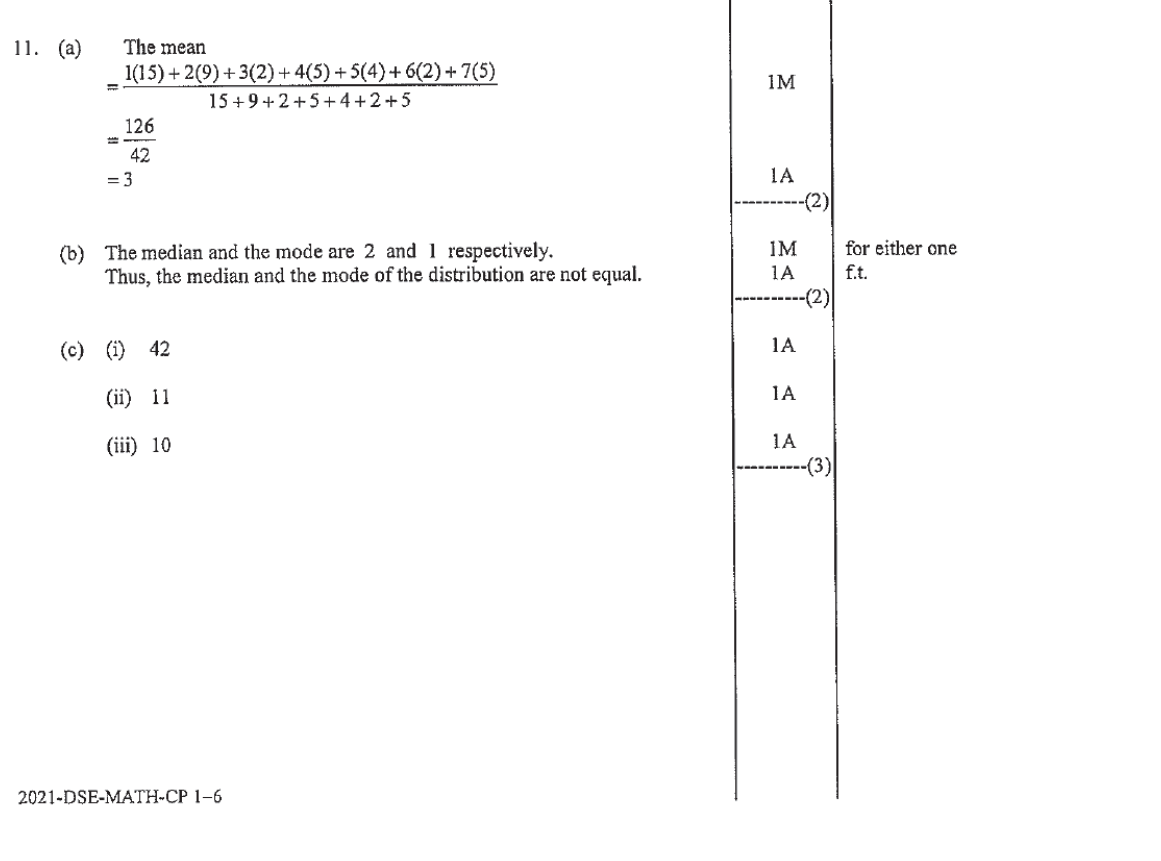 11. (a) The mean
= 1(15)+2(9)+3(2)+4(5)+5(4)+6(2)+7(5) 1M
15+9+2+5+4+2+5
= 126
42
= 3 1A
----------(2)
(b) The median and the mode are 2 and 1 respectively. 1M for either one
Thus, the median and the mode of the distribution are not equal. 1A f.t.
----------(2)
(c) (i) 42 1A
(ii) 11 1A
(iii) 10 1A
----------(3)
2021-DSE-MATH-CP 1–6